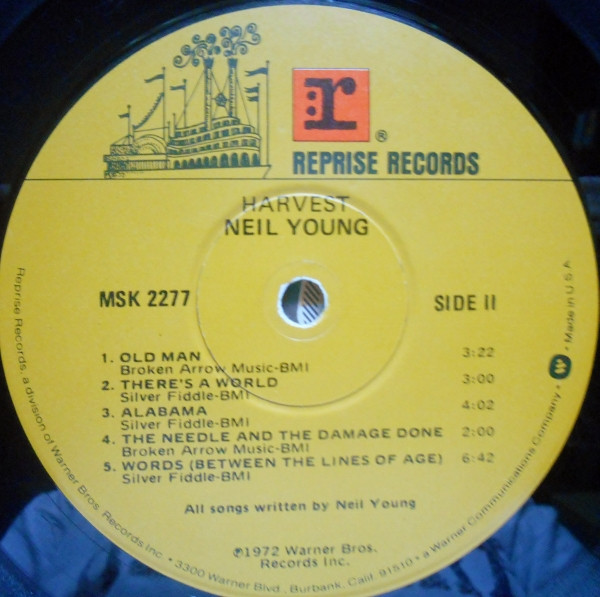 :r
®
REPRISE RECORDS
HARVEST
NEIL YOUNG
MSK 2277
SIDE II
1. OLD MAN 3:22
Broken Arrow Music-BMI
2. THERE'S A WORLD 3:00
Silver Fiddle-BMI
3. ALABAMA 4:02
Silver Fiddle-BMI
4. THE NEEDLE AND THE DAMAGE DONE 2:00
Broken Arrow Music-BMI
5. WORDS (BETWEEN THE LINES OF AGE) 6:42
Silver Fiddle-BMI
All songs written by Neil Young
℗1972 Warner Bros.
Records Inc.
Reprise Records, a division of Warner Bros. Records Inc. • 3300 Warner Blvd., Burbank, Calif. 91510 • a Warner Communications Company • W • Made in U.S.A.